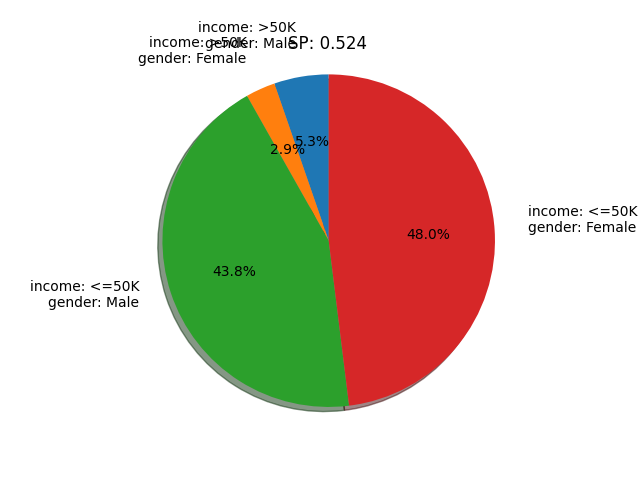 income: >50K
gender: Male
income: >50K
gender: Female
SP: 0.524
5.3%
2.9%
income: <=50K
gender: Female
48.0%
43.8%
income: <=50K
gender: Male